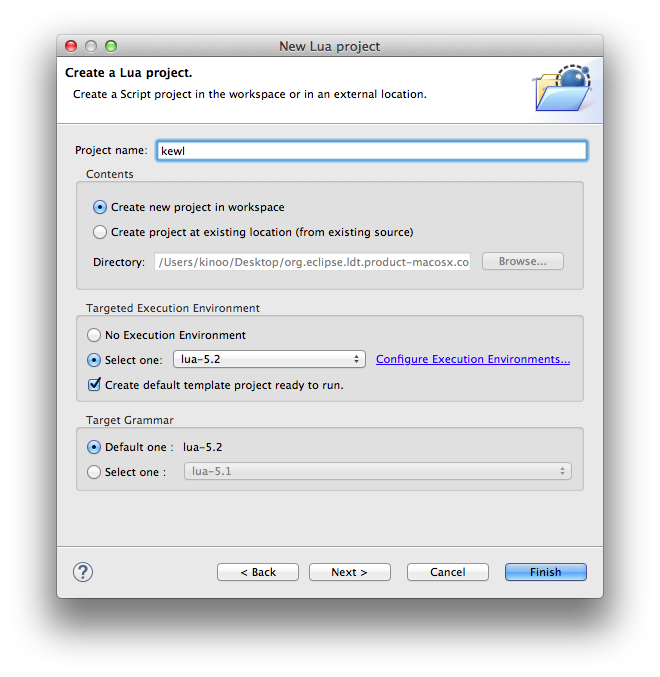 New Lua project
Create a Lua project.
Create a Script project in the workspace or in an external location.
Project name: kewl
Contents
Create new project in workspace
Create project at existing location (from existing source)
Directory: /Users/kinoo/Desktop/org.eclipse.ldt.product-macosx.co Browse...
Targeted Execution Environment
No Execution Environment
Select one: lua-5.2 Configure Execution Environments...
Create default template project ready to run.
Target Grammar
Default one : lua-5.2
Select one : lua-5.1
? < Back Next > Cancel Finish